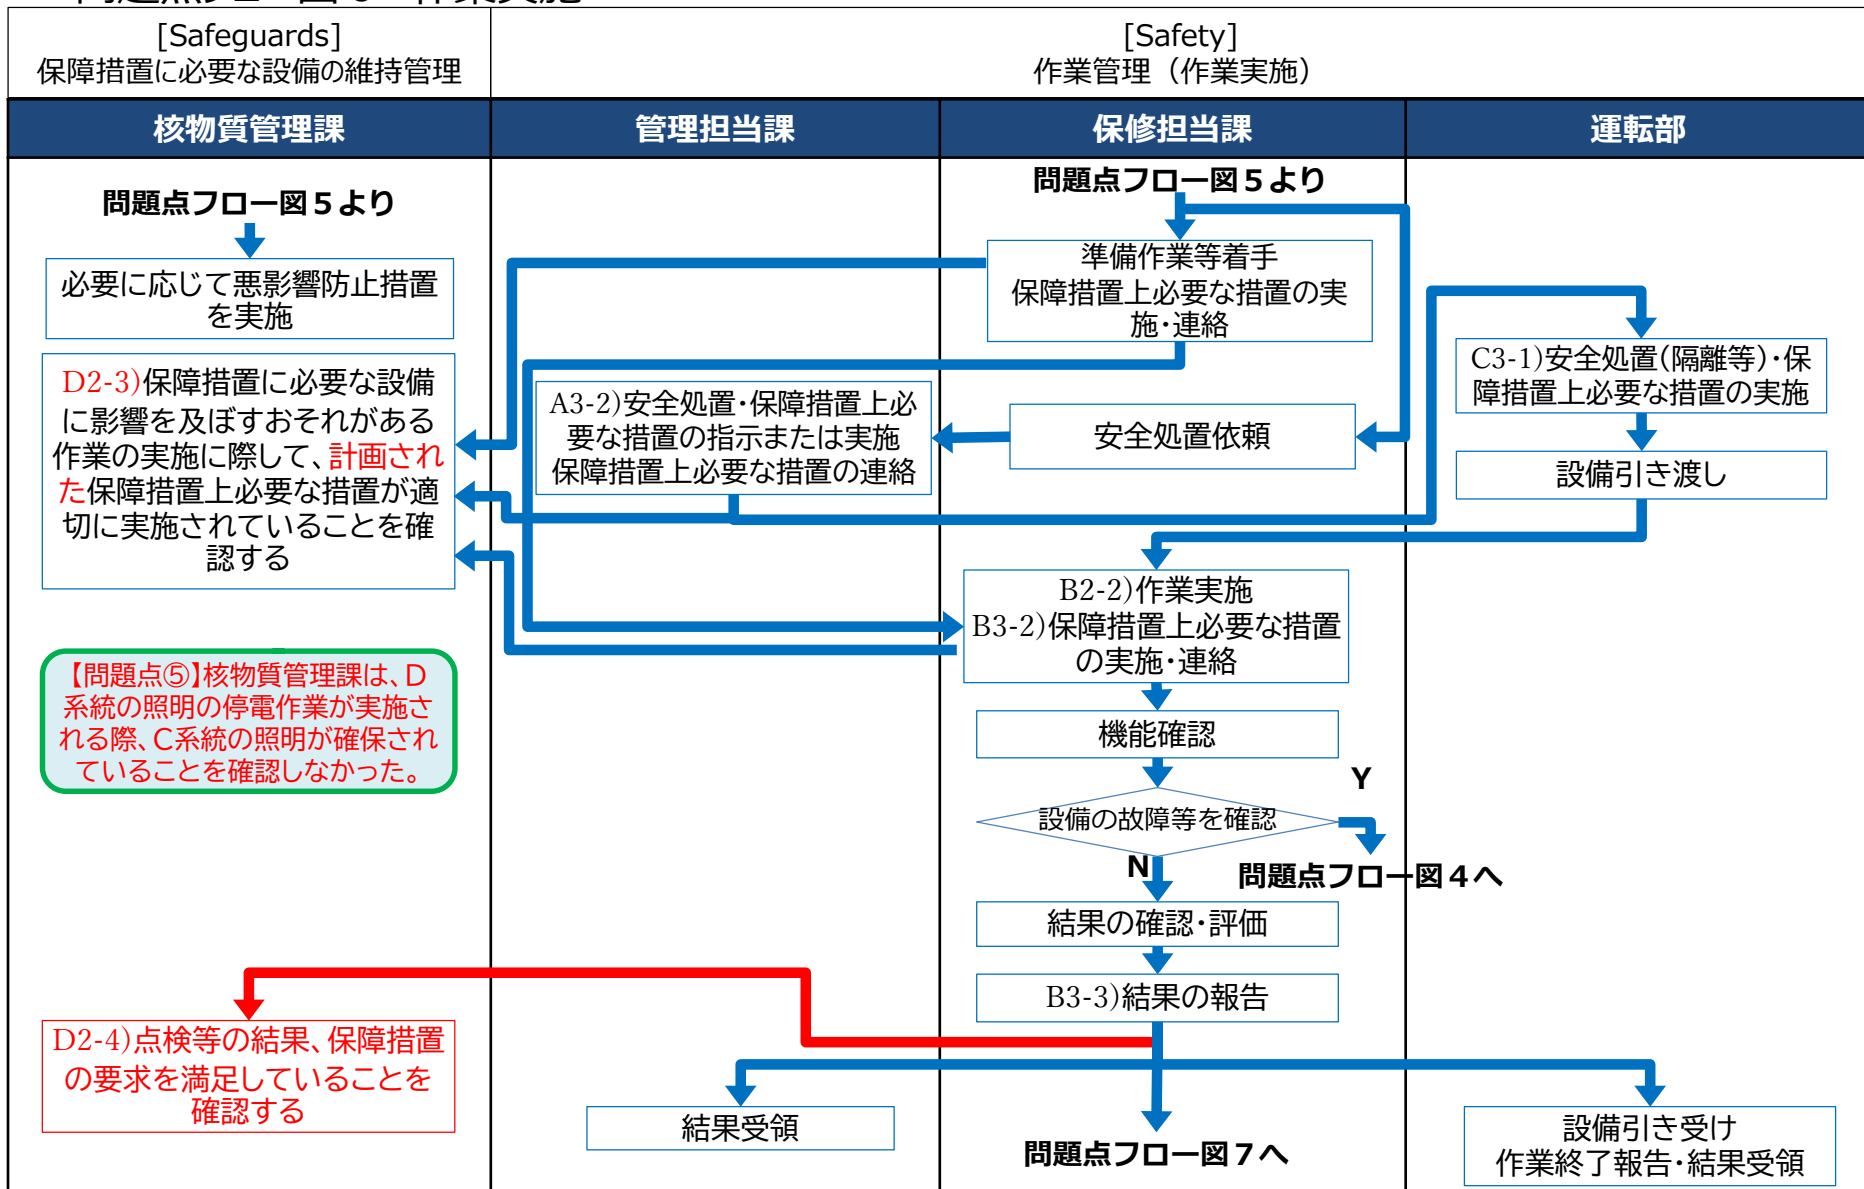 [Safeguards]
保障措置に必要な設備の維持管理
[Safety]
作業管理（作業実施）
核物質管理課
管理担当課
保修担当課
運転部
問題点フロー図５より
必要に応じて悪影響防止措置
を実施
D2-3)保障措置に必要な設備
に影響を及ぼすおそれがある
作業の実施に際して、計画され
た保障措置上必要な措置が適
切に実施されていることを確
認する
【問題点⑤】核物質管理課は、D
系統の照明の停電作業が実施さ
れる際、C系統の照明が確保され
ていることを確認しなかった。
D2-4)点検等の結果、保障措置
の要求を満足していることを
確認する
A3-2)安全処置・保障措置上必
要な措置の指示または実施
保障措置上必要な措置の連絡
結果受領
問題点フロー図５より
準備作業等着手
保障措置上必要な措置の実
施・連絡
安全処置依頼
B2-2)作業実施
B3-2)保障措置上必要な措置
の実施・連絡
機能確認
設備の故障等を確認
Y
N
問題点フロー図４へ
結果の確認・評価
B3-3)結果の報告
問題点フロー図７へ
C3-1)安全処置(隔離等)・保
障措置上必要な措置の実施
設備引き渡し
設備引き受け
作業終了報告・結果受領